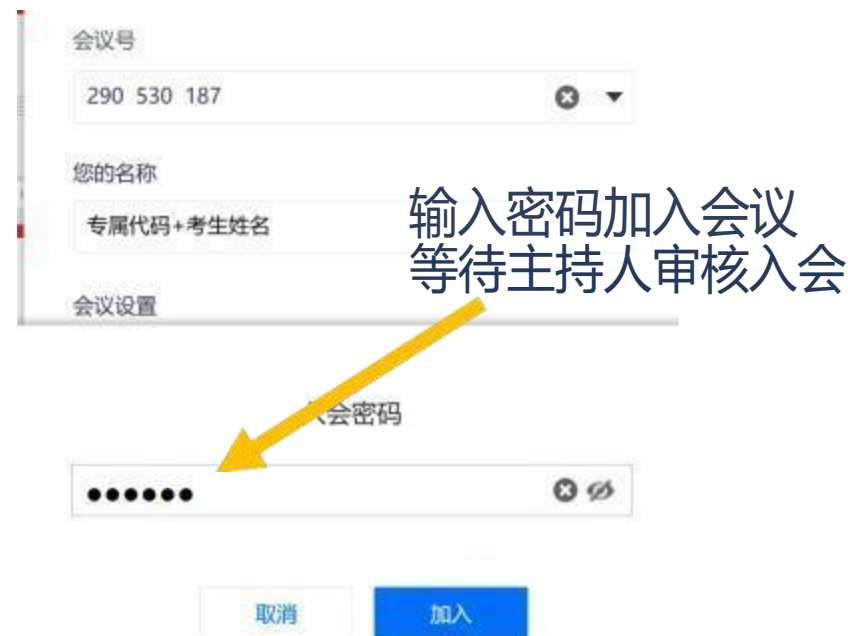 会议号
290 530 187
您的名称
专属代码+考生姓名
输入密码加入会议
等待主持人审核入会
会议设置
会密码
••••••
取消
加入